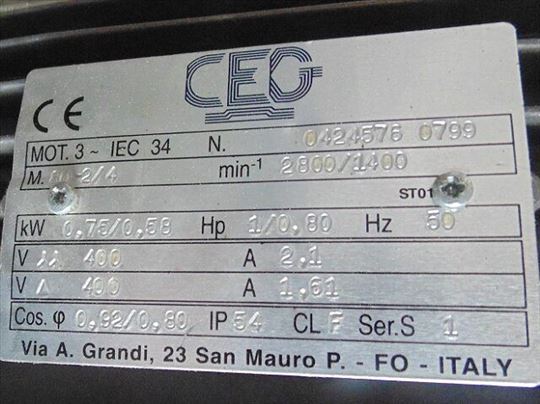 CEG
CE
MOT. 3 ~ IEC 34 N. 0424576 0799
M. 2/4 min-1 2800/1400
ST01
kW 0,75/0,58 Hp 1/0,80 Hz 50
V 400 A 2,1
V 400 A 1,61
Cos. φ 0,92/0,80 IP 54 CL F Ser.S 1
Via A. Grandi, 23 San Mauro P. - FO - ITALY